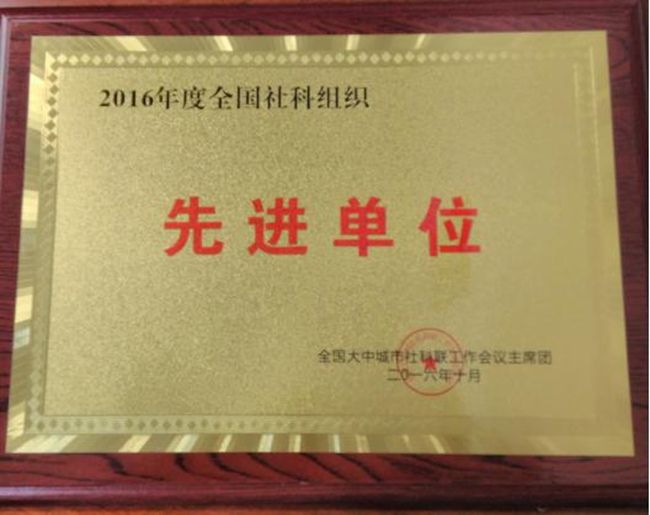 2016年度全国社科组织
先进单位
全国大中城市社科联工作会议主席团
二〇一六年十月